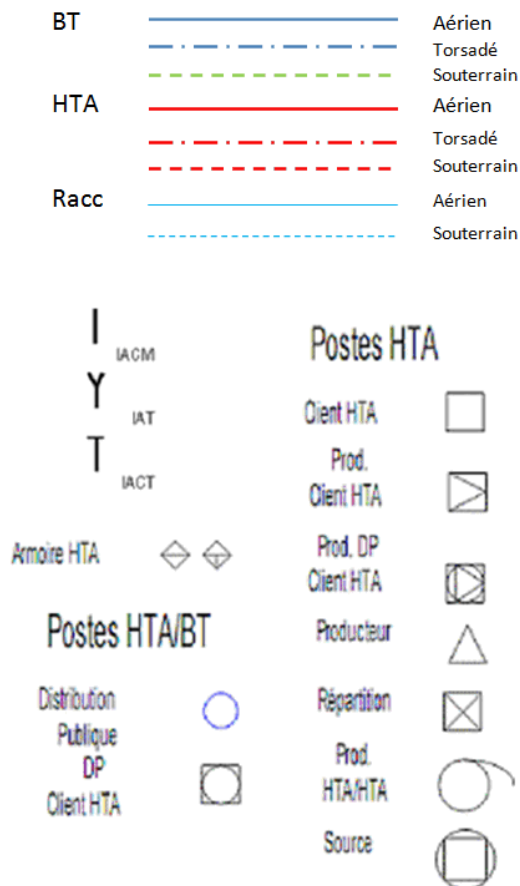 BT
Aérien
Torsadé
Souterrain
HTA
Aérien
Torsadé
Souterrain
Racc
Aérien
Souterrain
IACM
IAT
IACT
Armoire HTA
Postes HTA/BT
Distribution
Publique
DP
Client HTA
Postes HTA
Client HTA
Prod.
Client HTA
Prod. DP
Client HTA
Producteur
Répartition
Prod.
HTA/HTA
Source